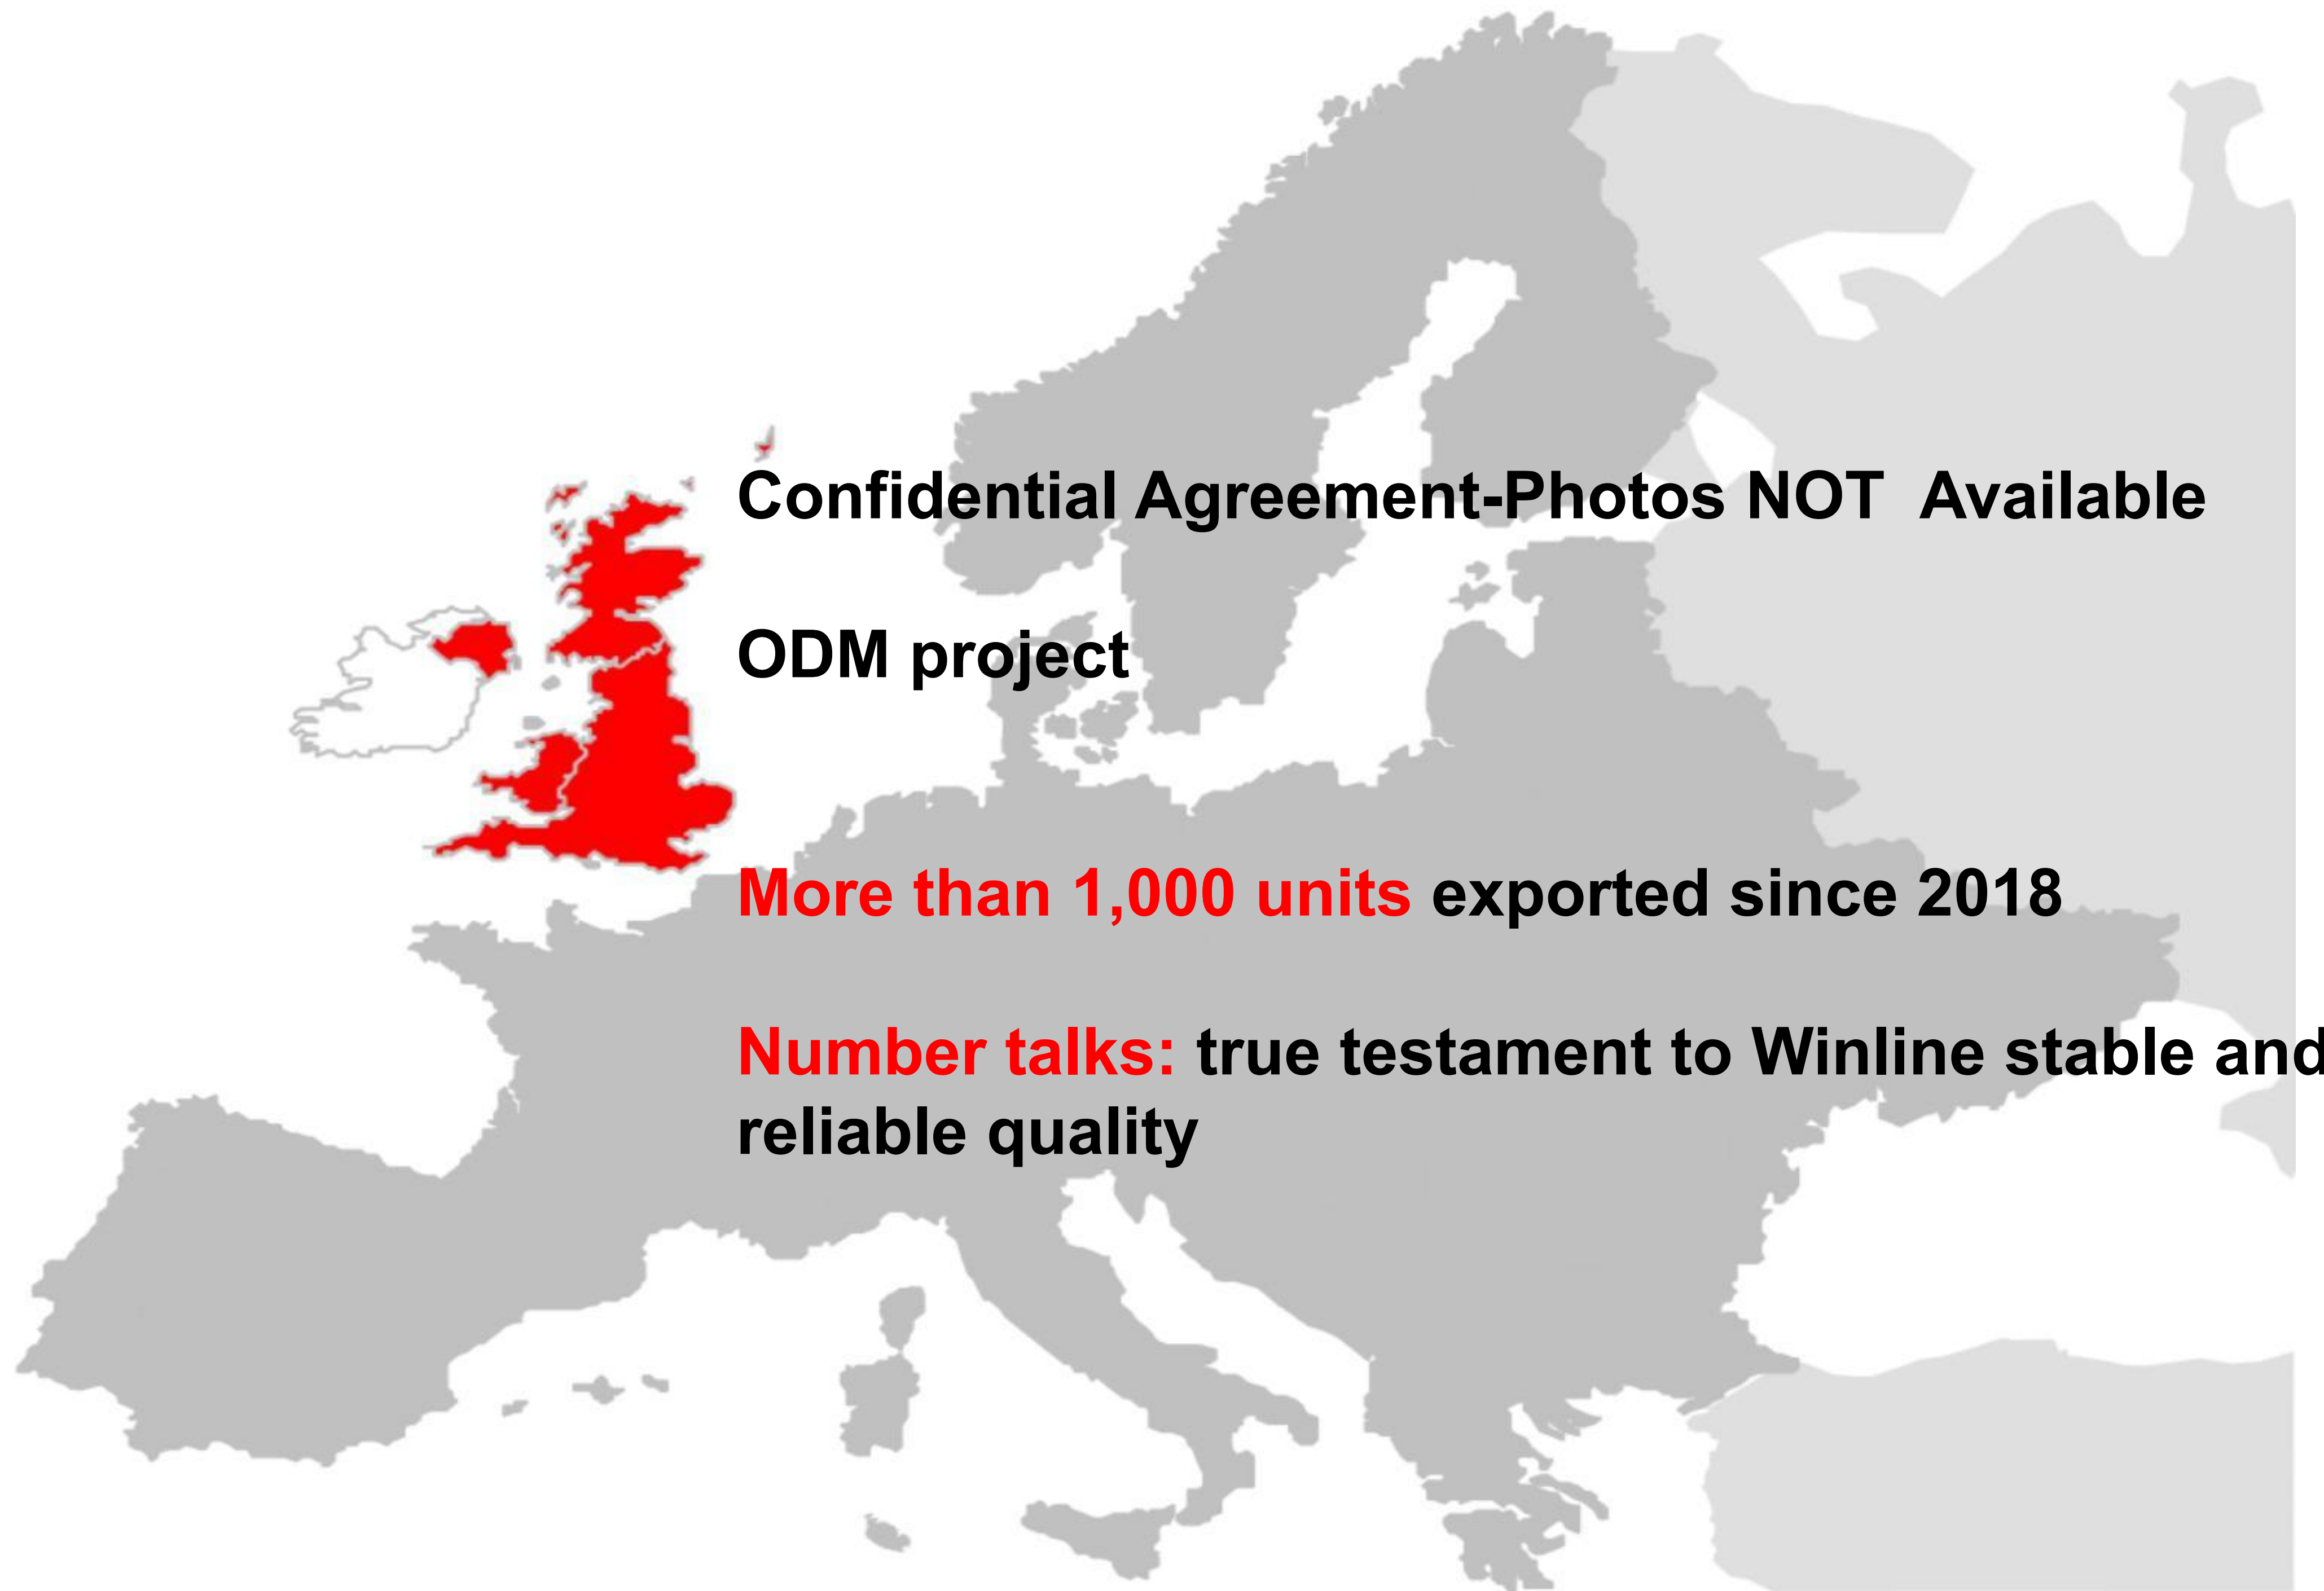 Confidential Agreement-Photos NOT  Available
ODM project
More than 1,000 units exported since 2018
Number talks: true testament to Winline stable and
reliable quality